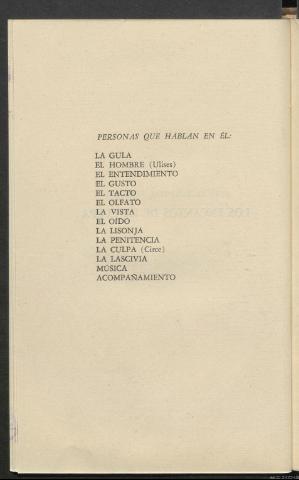 PERSONAS QUE HABLAN EN ÉL:
LA GULA
EL HOMBRE (Ulises)
EL ENTENDIMIENTO
EL GUSTO
EL TACTO
EL OLFATO
LA VISTA
EL OIDO
LA LISONJA
LA PENITENCIA
LA CULPA (Circe)
LA LASCIVIA
MÚSICA
ACOMPAÑAMIENTO